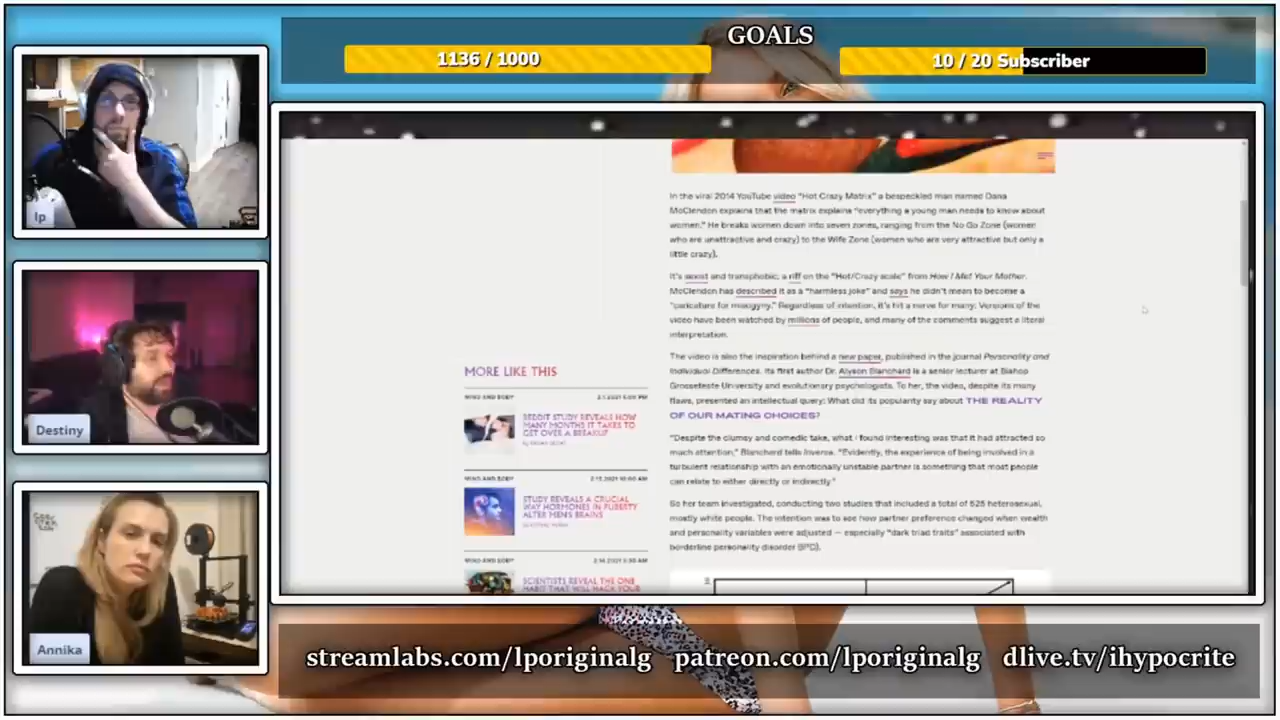 GOALS
1136 / 1000
10 / 20 Subscriber
lp
Destiny
Annika
In the viral 2014 YouTube video "Hot Crazy Matrix" a bespeckled man named Dana
McClendon explains that the matrix explains "everything a young man needs to know about
women." He breaks women down into seven zones, ranging from the No Go Zone (women
who are unattractive and crazy) to the Wife Zone (women who are very attractive but only a
little crazy).
It's sexist and transphobic, a riff on the "Hot/Crazy scale" from How I Met Your Mother.
McClendon has described it as a "harmless joke" and says he didn't mean to become a
"caricature for misogyny." Regardless of intention, it's hit a nerve for many: Versions of the
video have been watched by millions of people, and many of the comments suggest a literal
interpretation.
The video is also the inspiration behind a new paper, published in the journal Personality and
Individual Differences. Its first author Dr. Alyson Blanchard is a senior lecturer at Bishop
Grosseteste University and evolutionary psychologists. To her, the video, despite its many
flaws, presented an intellectual query: What did its popularity say about THE REALITY
OF OUR MATING CHOICES?
"Despite the clumsy and comedic take, what I found interesting was that it had attracted so
much attention," Blanchard tells Inverse. "Evidently, the experience of being involved in a
turbulent relationship with an emotionally unstable partner is something that most people
can relate to either directly or indirectly."
So her team investigated, conducting two studies that included a total of 525 heterosexual,
mostly white people. The intention was to see how partner preference changed when wealth
and personality variables were adjusted — especially "dark triad traits" associated with
borderline personality disorder (BPD).
MORE LIKE THIS
MIND AND BODY
REDDIT STUDY REVEALS HOW
MANY MONTHS IT TAKES TO
GET OVER A BREAKUP
MIND AND BODY
STUDY REVEALS A CRUCIAL
WAY HORMONES IN PUBERTY
ALTER MEN'S BRAINS
MIND AND BODY
SCIENTISTS REVEAL THE ONE
HABIT THAT WILL HACK YOUR
streamlabs.com/lporiginalg patreon.com/lporiginalg dlive.tv/ihypocrite